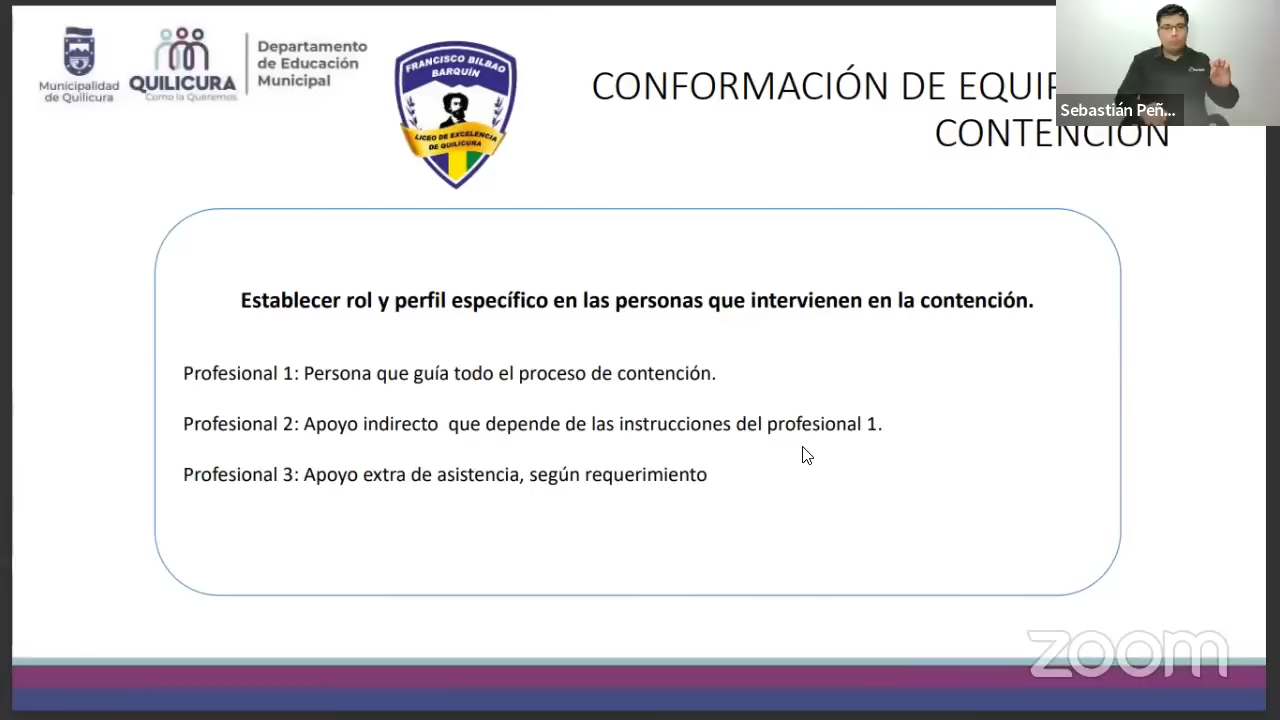 Municipalidad
de Quilicura
QUILICURA
Como la Queremos
Departamento
de Educación
Municipal
FRANCISCO BILBAO
BARQUÍN
LICEO DE EXCELENCIA
DE QUILICURA
CONFORMACIÓN DE
CONTENCIÓN
Sebastián Peñ...
Establecer rol y perfil específico en las personas que intervienen en la contención.
Profesional 1: Persona que guía todo el proceso de contención.
Profesional 2: Apoyo indirecto que depende de las instrucciones del profesional 1.
Profesional 3: Apoyo extra de asistencia, según requerimiento
zoom